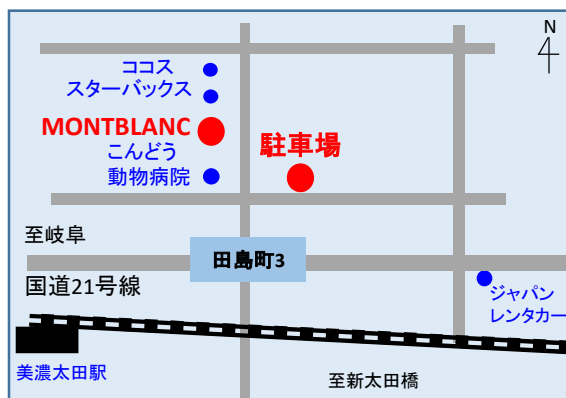 N
ココス
スターバックス
MONTBLANC
こんどう
動物病院
駐車場
至岐阜
田島町3
国道21号線
ジャパン
レンタカー
美濃太田駅
至新太田橋